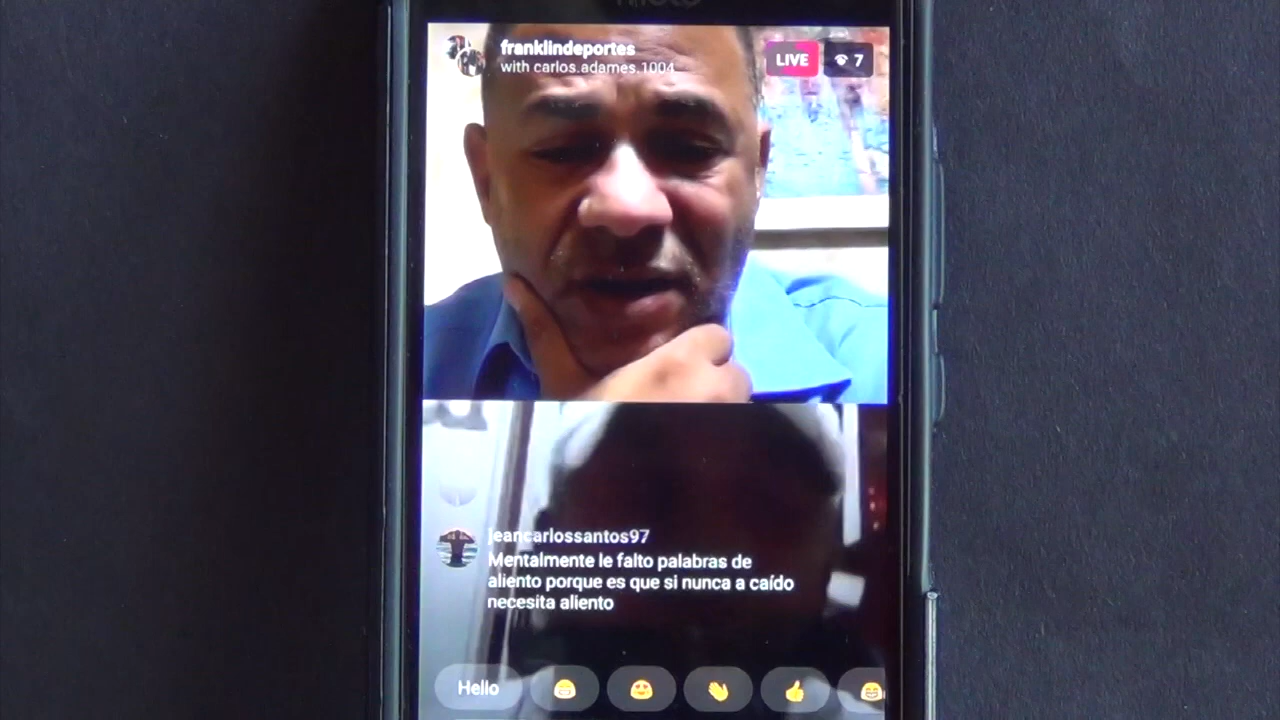 franklindeportes
with carlos.adames.1004
LIVE
7
jeancarlossantos97
Mentalmente le falto palabras de
aliento porque es que si nunca a caído
necesita aliento
Hello